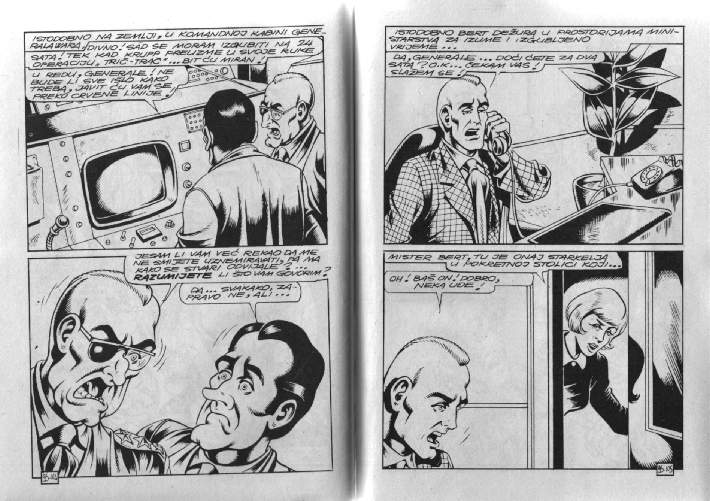 ISTODOBNO NA ZEMLJI, U KOMANDNOJ KABINI GENE-
RALA WARA,
DIVNO! SAD SE MORAM IZGUBITI NA 24
SATA! TEK KAD KRUPP PREUZME U SVOJE RUKE
OPERACIJU, "TRIČ-TRAC"... BIT ĆU MIRAN!
U REDU, GENERALE! NE
BUDE LI SVE IŠLO KAKO
TREBA, JAVIT ĆU VAM SE
PREKO CRVENE LINIJE!
JESAM LI VAM VEĆ REKAO DA ME
NE SMIJETE UZNEMIRAVATI, PA MA
KAKO SE STVARI ODVIJALE?...
RAZUMIJETE LI ŠTO VAM GOVORIM?
DA... SVAKAKO, ZA-
PRAVO NE, ALI...
ISTODOBNO BERT DEŽURA U PROSTORIJAMA MINI-
STARSTVA ZA IZUME I IZGUBLJENO
VRIJEME...
DA, GENERALE... DOĆI ĆETE ZA DVA
SATA? O.K... ČEKAM VAS!
SLAŽEM SE!
MISTER BERT, TU JE ONAJ STARKELJA
U POKRETNOJ STOLICI KOJI...
OH! BAŠ ON! DOBRO,
NEKA UĐE!